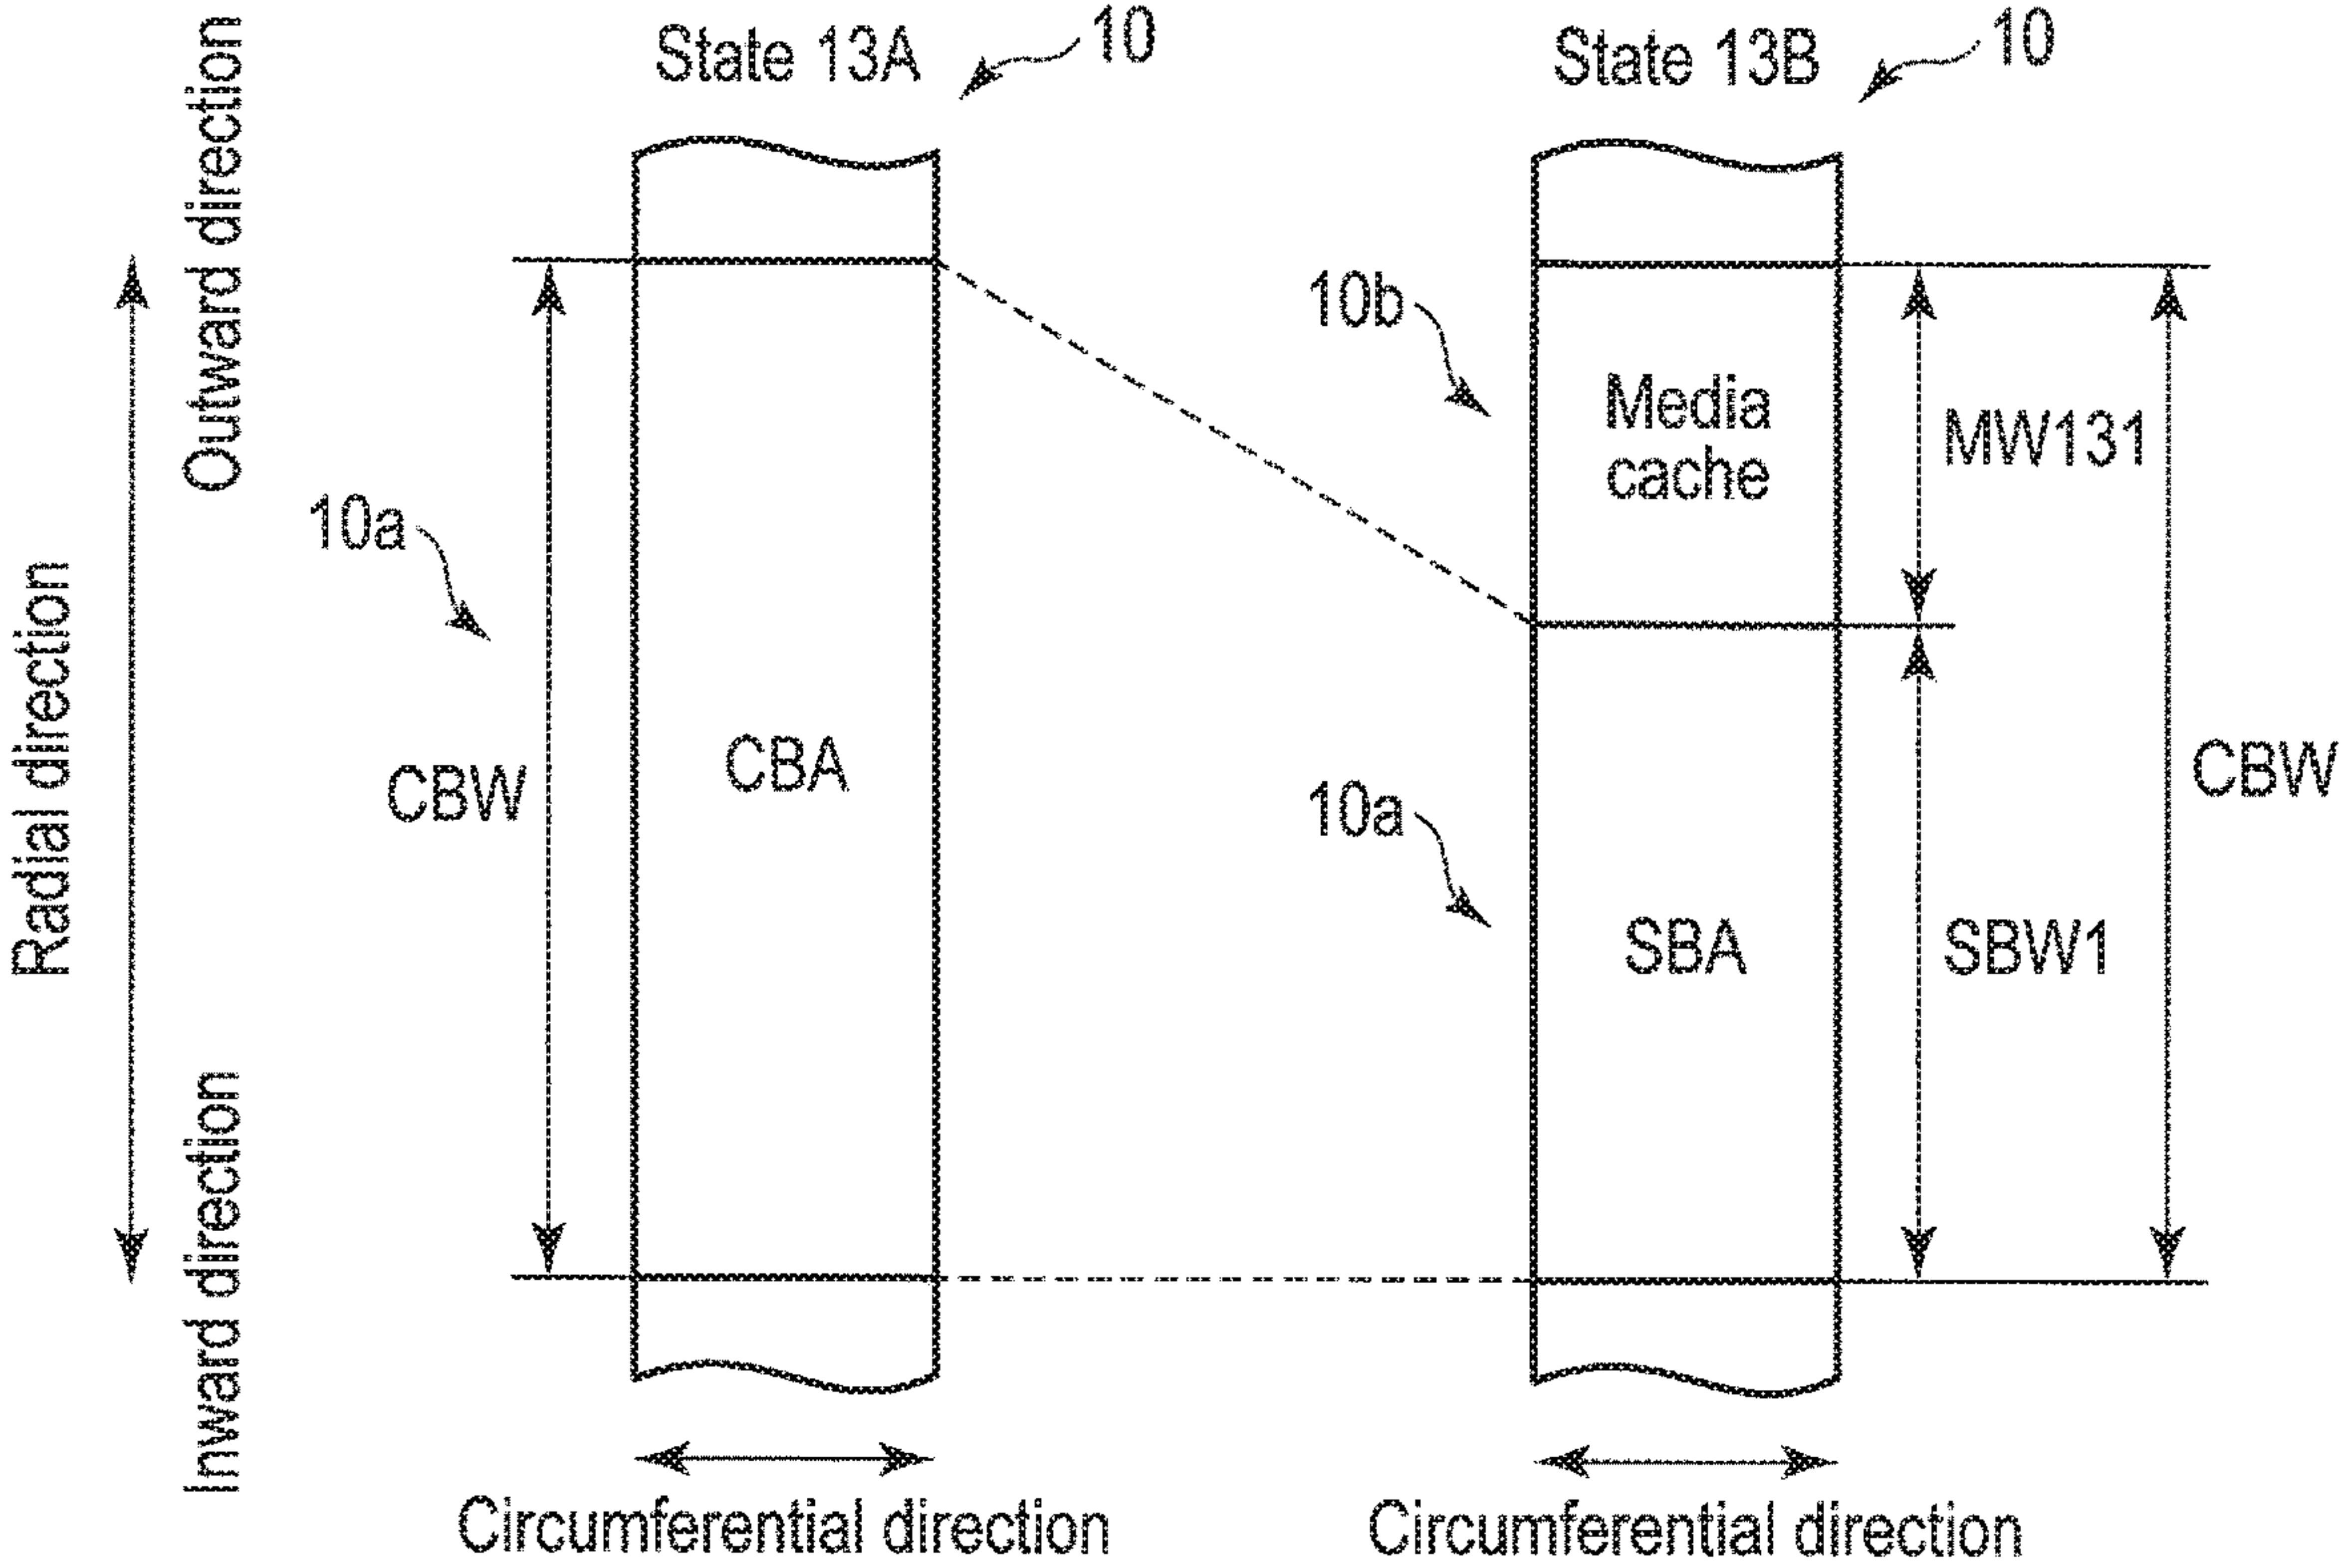 State 13A
10
State 13B
10
Outward direction
Radial direction
Inward direction
10a
CBW
CBA
10b
Media
cache
MW131
10a
SBA
SBW1
CBW
Circumferential direction
Circumferential direction